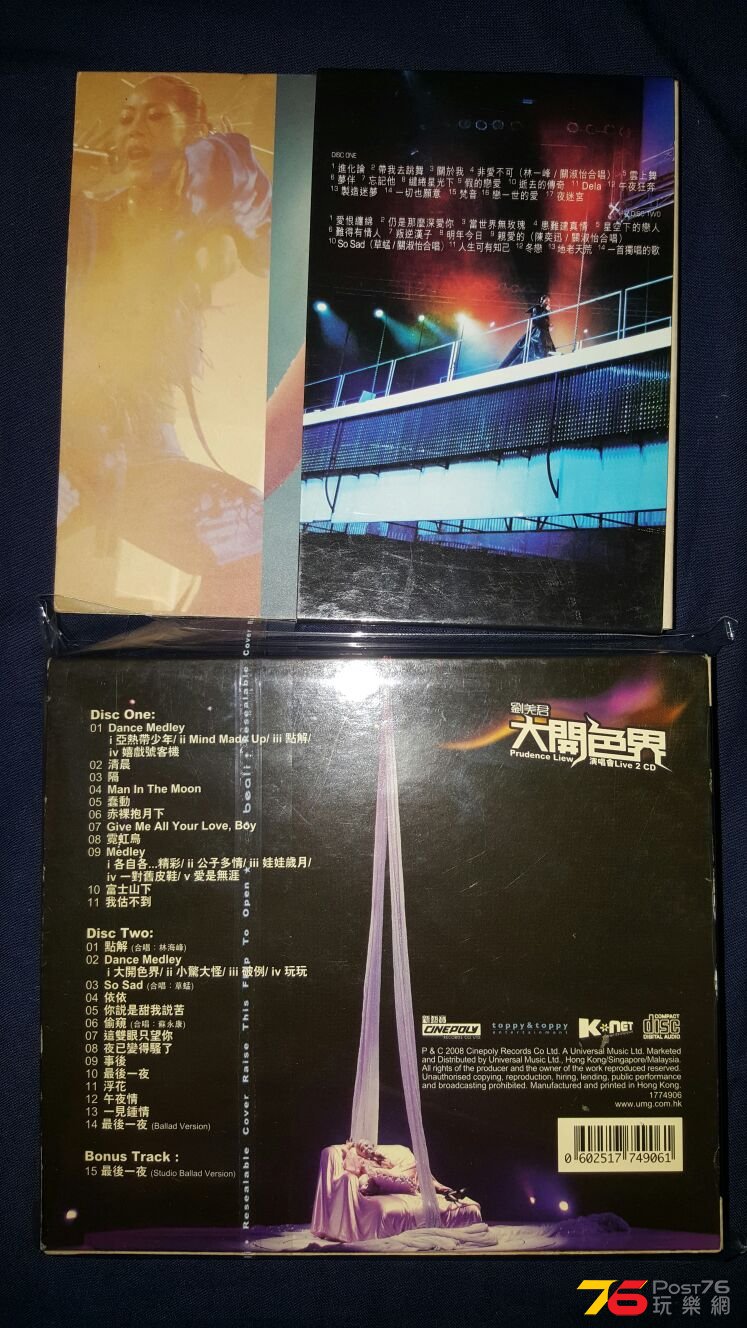 DISC ONE
1 進化論 2 帶我去跳舞 3 關於我 4 非愛不可 (林一峰 / 關淑怡合唱) 5 雲上舞
6 夢伴 7 忘記他 8 纏綣星光下 9 假的戀愛 10 逝去的傳奇 11 Dela 12 午夜狂奔
13 製造迷夢 14 一切也願意 15 梵音 16 戀一世的愛 17 夜迷宮
DISC TWO
1 愛恨纏綿 2 仍是那麼深愛你 3 當世界無玫瑰 4 患難建真情 5 星空下的戀人
6 難得有情人 7 叛逆漢子 8 明年今日 9 親愛的 (陳奕迅 / 關淑怡合唱)
10 So Sad (草蜢 / 關淑怡合唱) 11 人生可有知己 12 冬戀 13 地老天荒 14 一首獨唱的歌
Resealable Cover Raise This Flap To Open ★ beali ★ Resealable Cover
劉美君
大開色界
Prudence Liew 演唱會Live 2 CD
Disc One:
01 Dance Medley
i 亞熱帶少年/ ii Mind Made Up/ iii 點解/
iv 嬉戲號客機
02 清晨
03 隔
04 Man In The Moon
05 蠢動
06 赤裸抱月下
07 Give Me All Your Love, Boy
08 霓虹鳥
09 Medley
i 各自各...精彩/ ii 公子多情/ iii 娃娃歲月/
iv 一對舊皮鞋/ v 愛是無涯
10 富士山下
11 我估不到
Disc Two:
01 點解 (合唱：林海峰)
02 Dance Medley
i 大開色界/ ii 小驚大怪/ iii 破例/ iv 玩玩
03 So Sad (合唱：草蜢)
04 依依
05 你說是甜我說苦
06 偷窺 (合唱：蘇永康)
07 這雙眼只望你
08 夜已變得騷了
09 事後
10 最後一夜
11 浮花
12 午夜情
13 一見鍾情
14 最後一夜 (Ballad Version)
Bonus Track :
15 最後一夜 (Studio Ballad Version)
新藝寶
CINEPOLY
RECORDS CO LTD
toppy&toppy
entertainment
K★NET
COMPACT
disc
DIGITAL AUDIO
P & C 2008 Cinepoly Records Co Ltd. A Universal Music Ltd. Marketed
and Distributed by Universal Music Ltd., Hong Kong/Singapore/Malaysia.
All rights of the producer and the owner of the work reproduced reserved.
Unauthorised copying, reproduction, hiring, lending, public performance
and broadcasting prohibited. Manufactured and printed in Hong Kong.
1774906
www.umg.com.hk
0 602517 749061
76 POST76
玩樂網